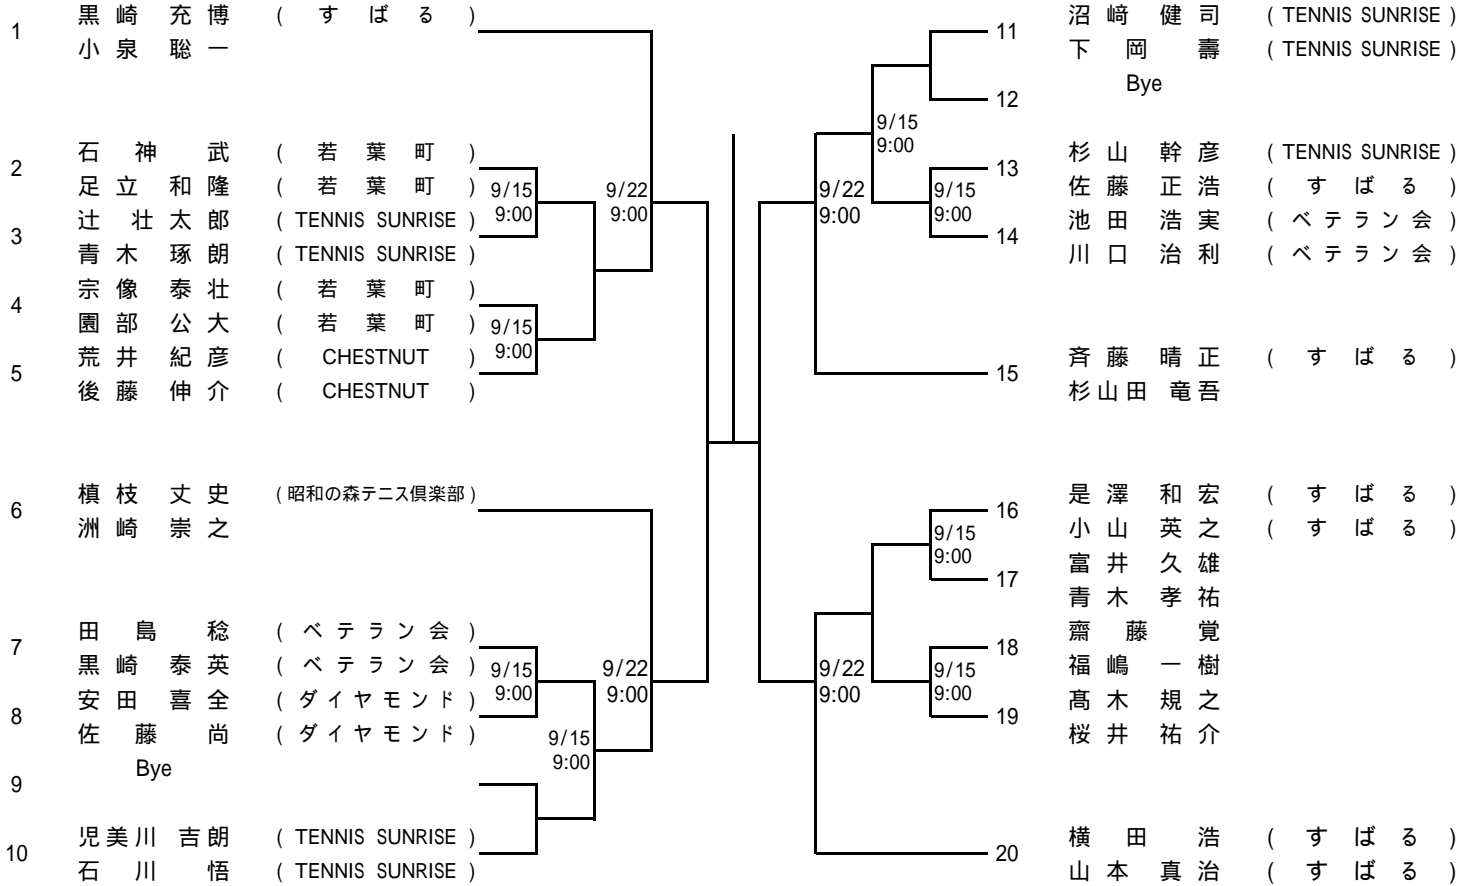 1 黒崎 充博 (すばる)
小泉 聡一
2 石神 武 (若葉町)
足立 和隆 (若葉町)
3 辻 壮太郎 (TENNIS SUNRISE)
青木 琢朗 (TENNIS SUNRISE)
4 宗像 泰壮 (若葉町)
園部 公大 (若葉町)
5 荒井 紀彦 (CHESTNUT)
後藤 伸介 (CHESTNUT)
6 槙枝 丈史 (昭和の森テニス倶楽部)
洲崎 崇之
7 田島 稔 (ベテラン会)
黒崎 泰英 (ベテラン会)
8 安田 喜全 (ダイヤモンド)
佐藤 尚 (ダイヤモンド)
9 Bye
10 児美川 吉朗 (TENNIS SUNRISE)
石川 悟 (TENNIS SUNRISE)
9/15
9:00
9/15
9:00
9/22
9:00
9/15
9:00
9/15
9:00
9/22
9:00
9/15
9:00
9/22
9:00
9/15
9:00
9/15
9:00
9/22
9:00
9/15
9:00
11 沼﨑 健司 (TENNIS SUNRISE)
下岡 壽 (TENNIS SUNRISE)
12 Bye
13 杉山 幹彦 (TENNIS SUNRISE)
佐藤 正浩 (すばる)
14 池田 浩実 (ベテラン会)
川口 治利 (ベテラン会)
15 斉藤 晴正 (すばる)
杉山田 竜吾
16 是澤 和宏 (すばる)
小山 英之 (すばる)
17 富井 久雄
青木 孝祐
18 齋藤 覚
福嶋 一樹
19 髙木 規之
桜井 祐介
20 横田 浩 (すばる)
山本 真治 (すばる)